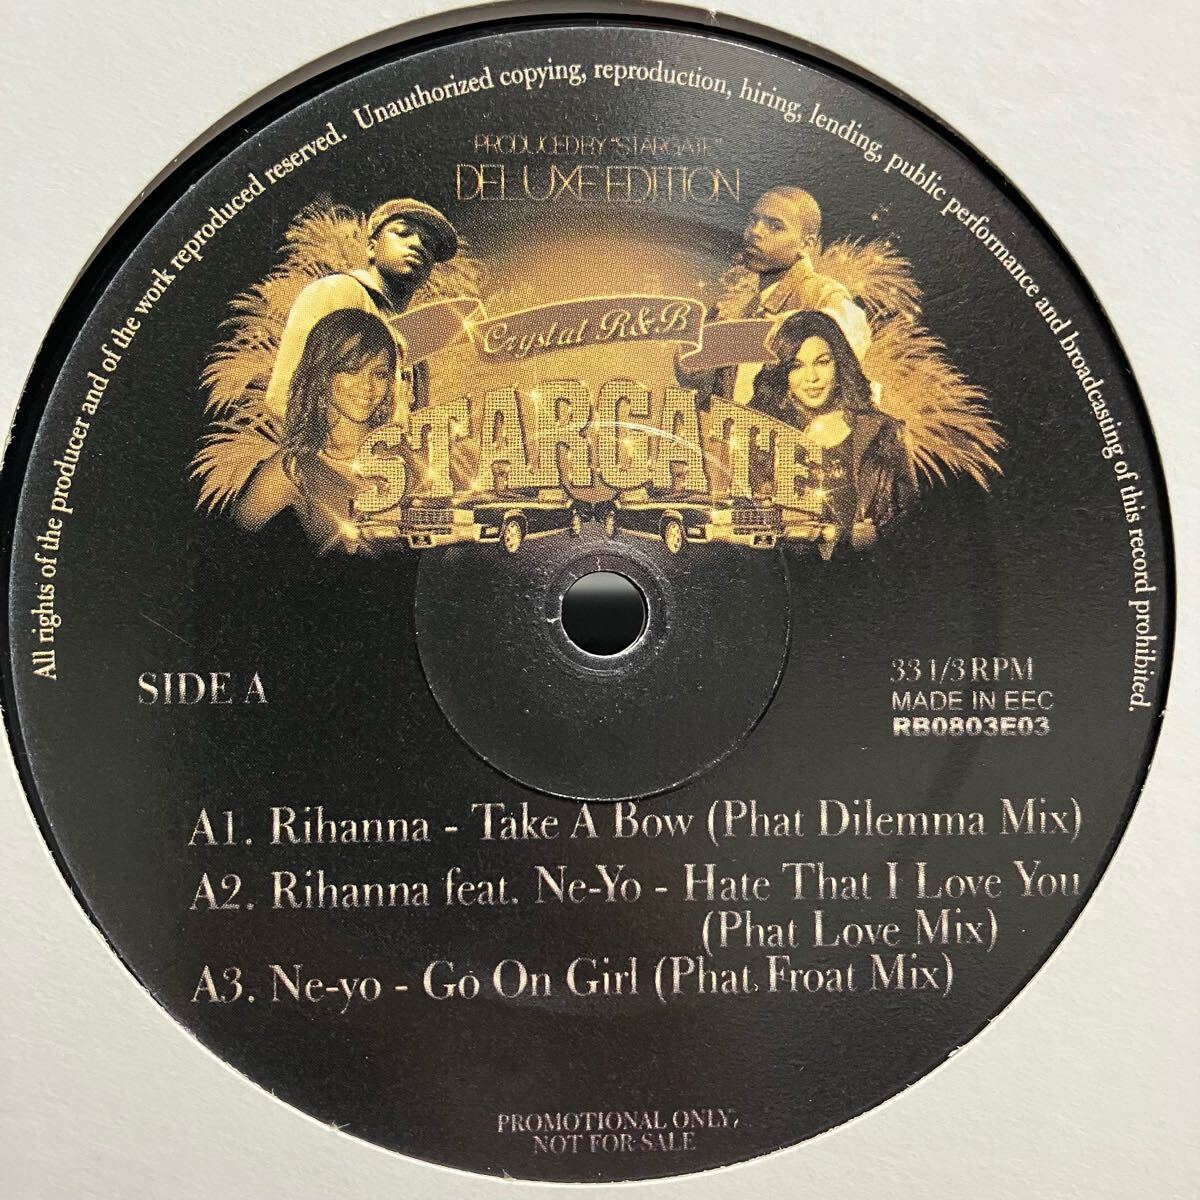 All rights of the producer and of the work reproduced reserved. Unauthorized copying, reproduction, hiring, lending, public performance and broadcasting of this record prohibited.
PRODUCED BY "STARGATE"
DELUXE EDITION
Crystal R&B
STARGATE
SIDE A
33 1/3 RPM
MADE IN EEC
RB0803E03
A1. Rihanna - Take A Bow (Phat Dilemma Mix)
A2. Rihanna feat. Ne-Yo - Hate That I Love You
(Phat Love Mix)
A3. Ne-yo - Go On Girl (Phat Froat Mix)
PROMOTIONAL ONLY,
NOT FOR SALE